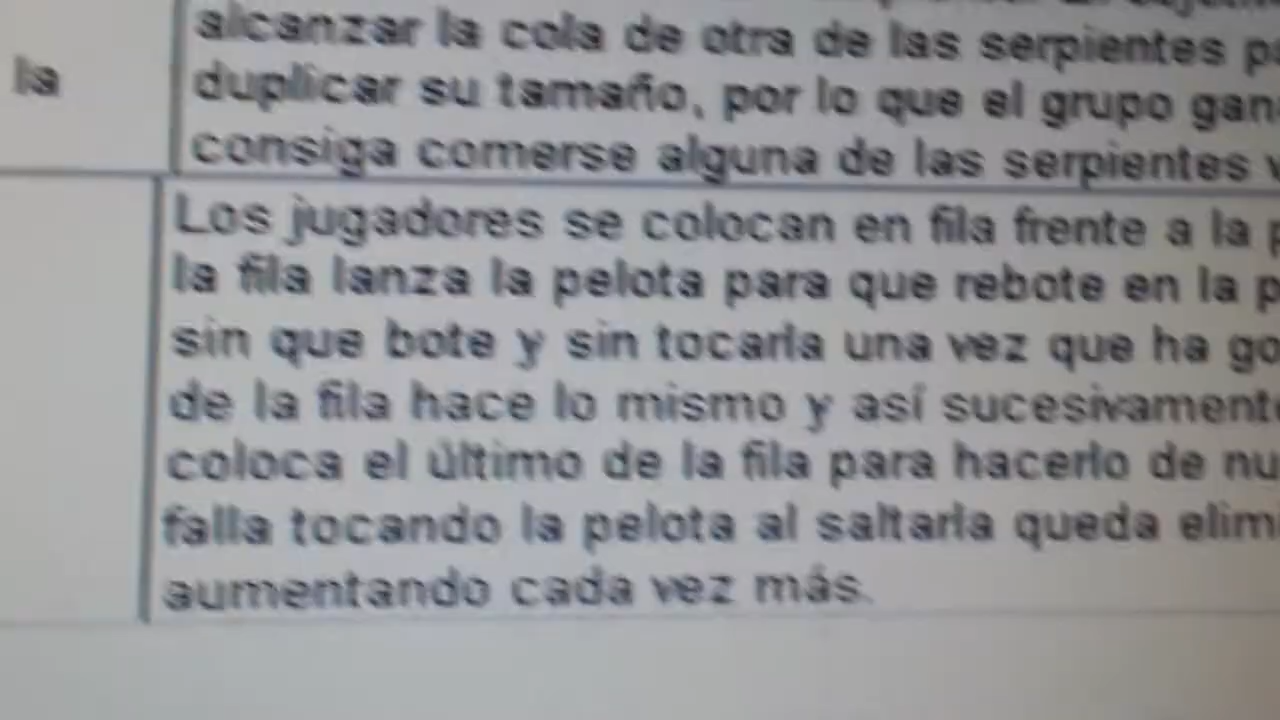 alcanzar la cola de otra de las serpientes
la
duplicar su tamaño, por lo que el grupo
consiga comerse alguna de las serpientes
Los jugadores se colocan en fila frente a la
la fila lanza la pelota para que rebote en la
sin que bote y sin tocarla una vez que ha
de la fila hace lo mismo y así
coloca el último de la fila para hacerlo de
falla tocando la pelota al saltarla queda
aumentando cada vez más.